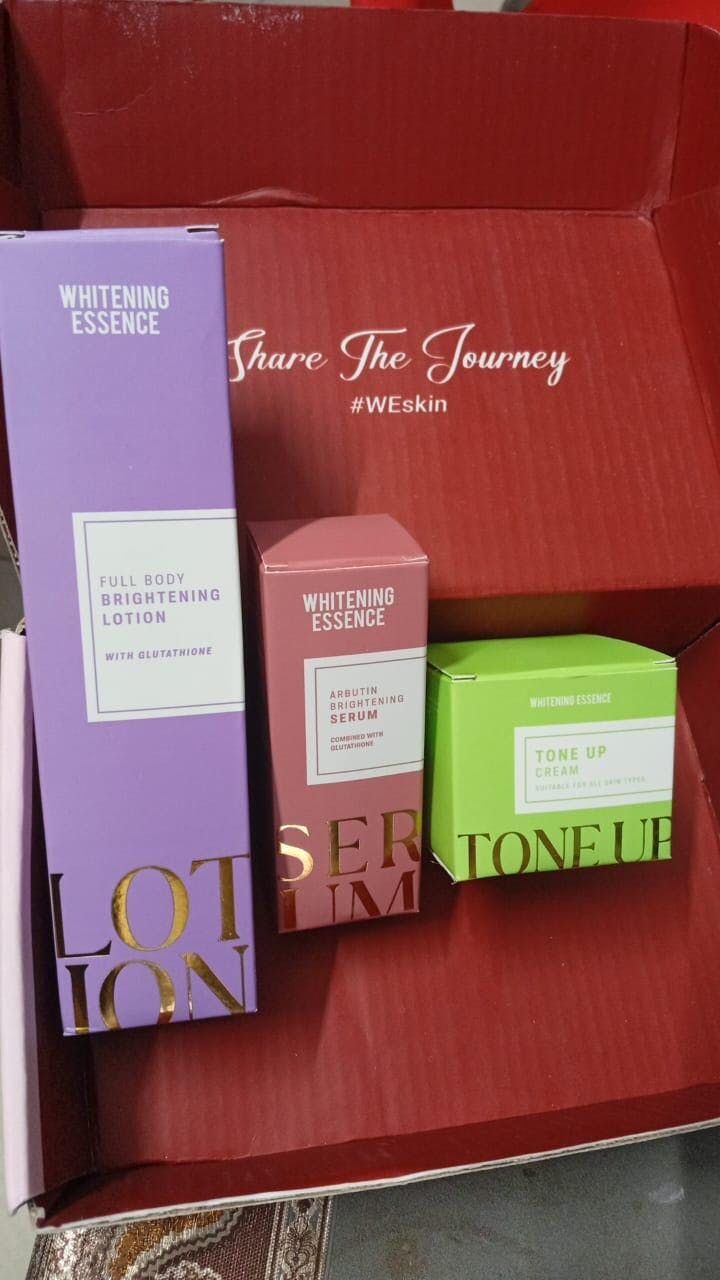 Share The Journey
#WEskin
WHITENING
ESSENCE
FULL BODY
BRIGHTENING
LOTION
WITH GLUTATHIONE
LOT
ION
WHITENING
ESSENCE
ARBUTIN
BRIGHTENING
SERUM
COMBINED WITH
GLUTATHIONE
SER
UM
WHITENING ESSENCE
TONE UP
CREAM
SUITABLE FOR ALL SKIN TYPES
TONE UP